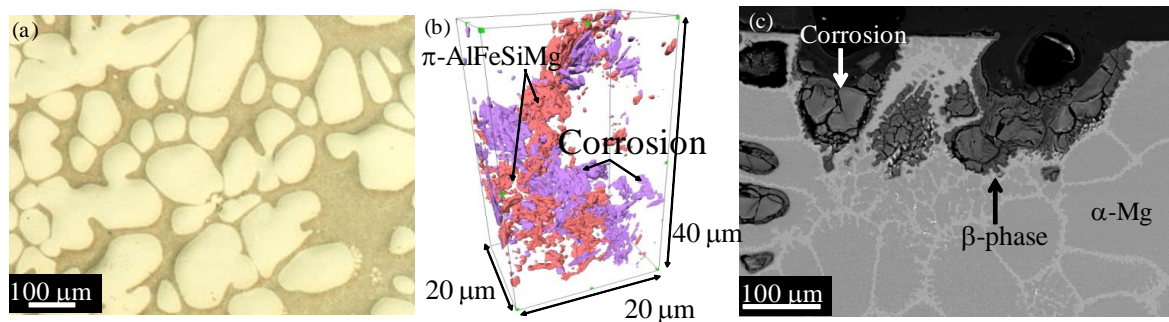 (a)
100 μm
(b)
π-AlFeSiMg
Corrosion
40 μm
20 μm
20 μm
(c)
Corrosion
α-Mg
β-phase
100 μm